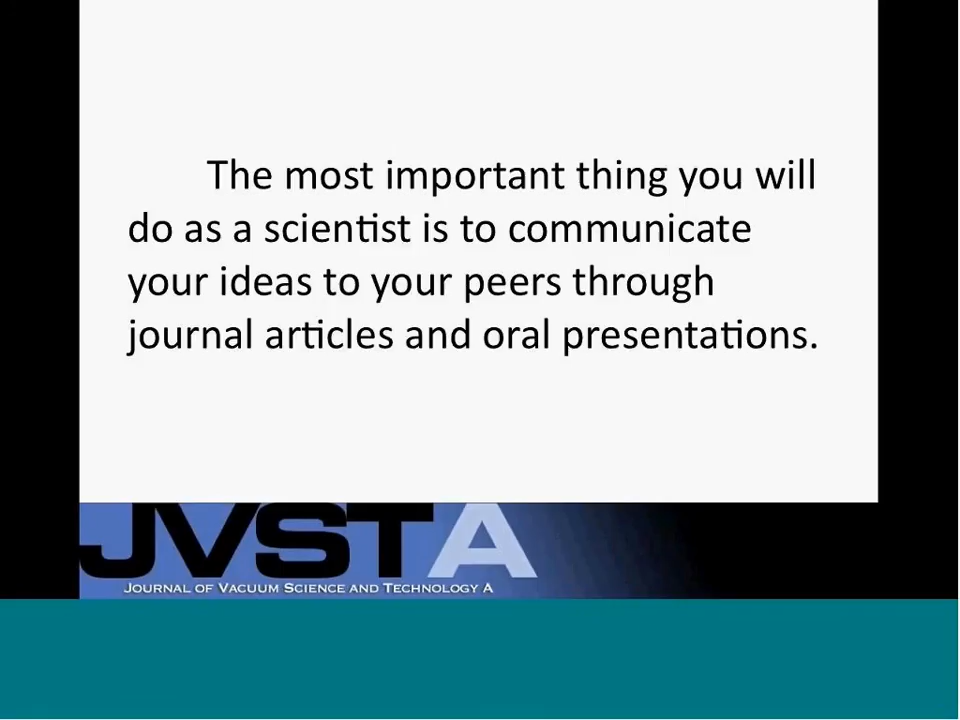 The most important thing you will
do as a scientist is to communicate
your ideas to your peers through
journal articles and oral presentations.
JVSTA
JOURNAL OF VACUUM SCIENCE AND TECHNOLOGY A